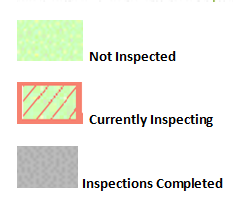 Not Inspected
Currently Inspecting
Inspections Completed